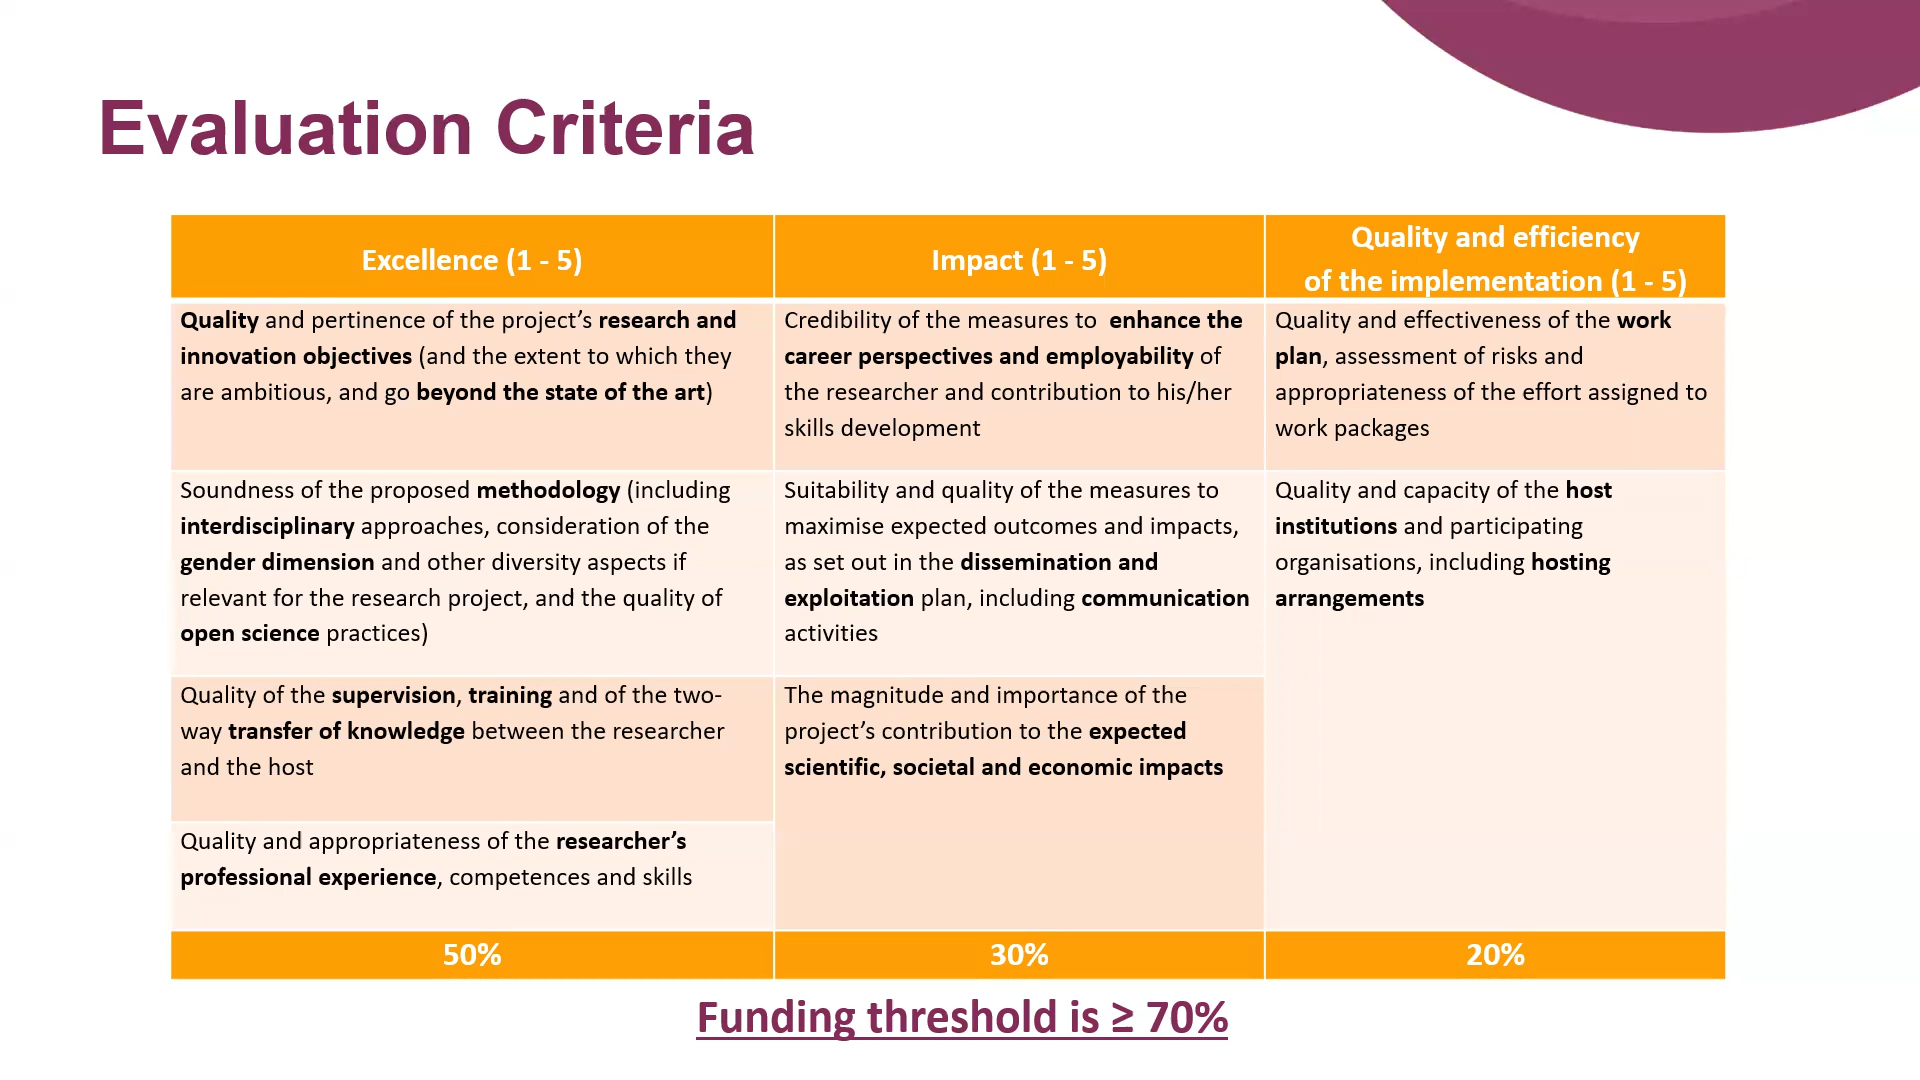 Evaluation Criteria
Excellence (1 - 5)
Impact (1 - 5)
Quality and efficiency
of the implementation (1 - 5)
Quality and pertinence of the project’s research and
innovation objectives (and the extent to which they
are ambitious, and go beyond the state of the art)
Credibility of the measures to  enhance the
career perspectives and employability of
the researcher and contribution to his/her
skills development
Quality and effectiveness of the work
plan, assessment of risks and
appropriateness of the effort assigned to
work packages
Soundness of the proposed methodology (including
interdisciplinary approaches, consideration of the
gender dimension and other diversity aspects if
relevant for the research project, and the quality of
open science practices)
Suitability and quality of the measures to
maximise expected outcomes and impacts,
as set out in the dissemination and
exploitation plan, including communication
activities
Quality and capacity of the host
institutions and participating
organisations, including hosting
arrangements
Quality of the supervision, training and of the two-
way transfer of knowledge between the researcher
and the host
The magnitude and importance of the
project’s contribution to the expected
scientific, societal and economic impacts
Quality and appropriateness of the researcher’s
professional experience, competences and skills
50%
30%
20%
Funding threshold is ≥ 70%